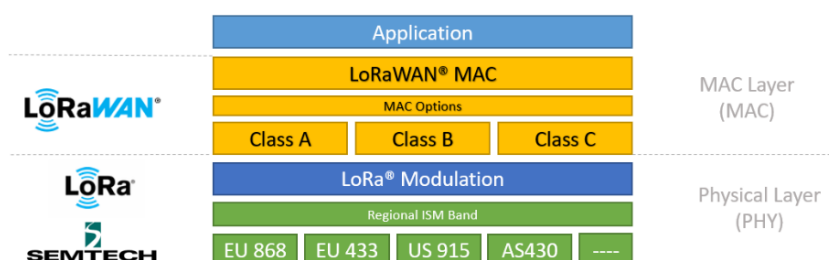 Application
LoRaWAN®
LoRaWAN® MAC
MAC Options
Class A Class B Class C
MAC Layer
(MAC)
LoRa®
LoRa® Modulation
Regional ISM Band
SEMTECH
EU 868 EU 433 US 915 AS430 ----
Physical Layer
(PHY)